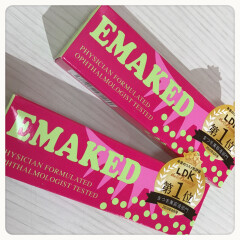 EMAKED
PHYSICIAN FORMULATED
OPHTHALMOLOGIST TESTED
LDK
第1位
EMAKED
PHYSICIAN FORMULATED
OPHTHALMOLOGIST TESTED
LDK
第1位